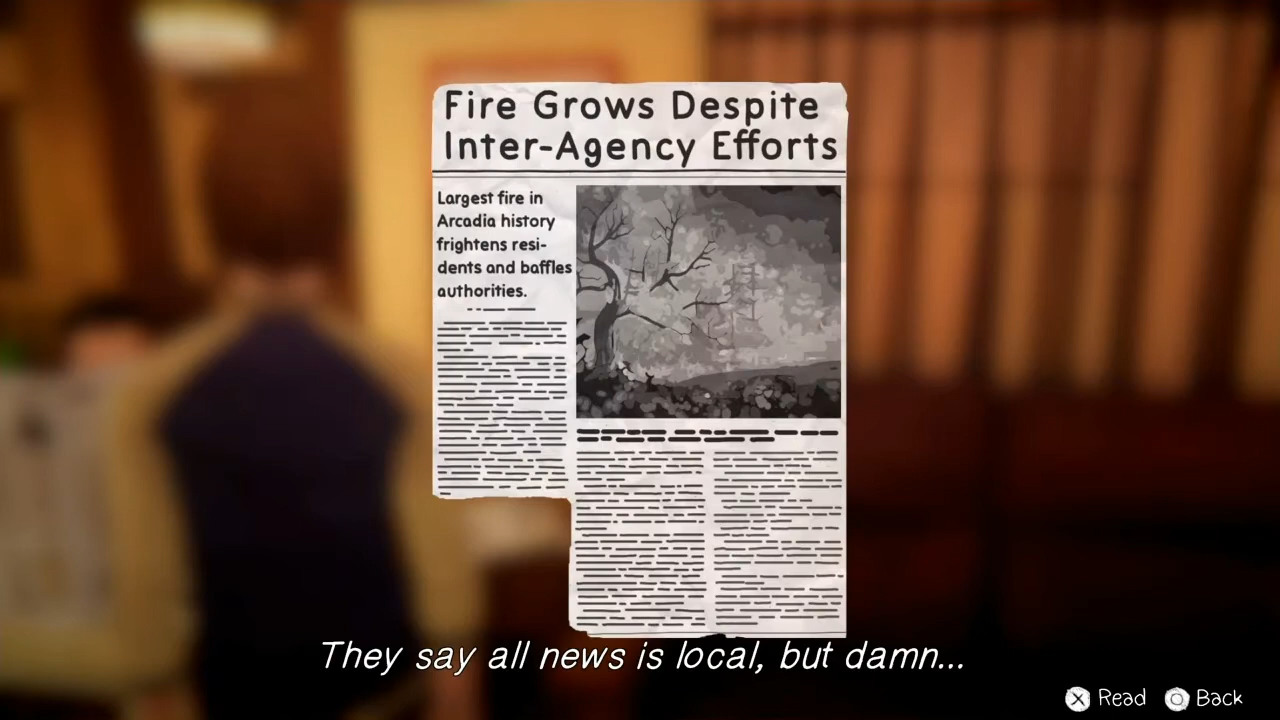 Fire Grows Despite
Inter-Agency Efforts
Largest fire in
Arcadia history
frightens resi-
dents and baffles
authorities.
They say all news is local, but damn...
Read Back